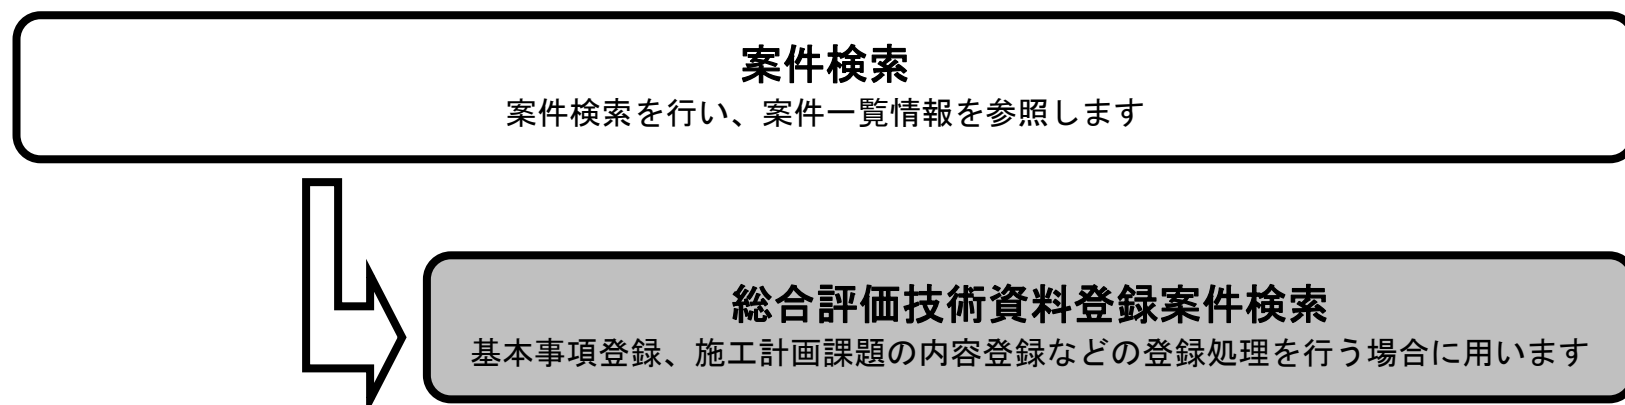 案件検索
案件検索を行い、案件一覧情報を参照します
総合評価技術資料登録案件検索
基本事項登録、施工計画課題の内容登録などの登録処理を行う場合に用います